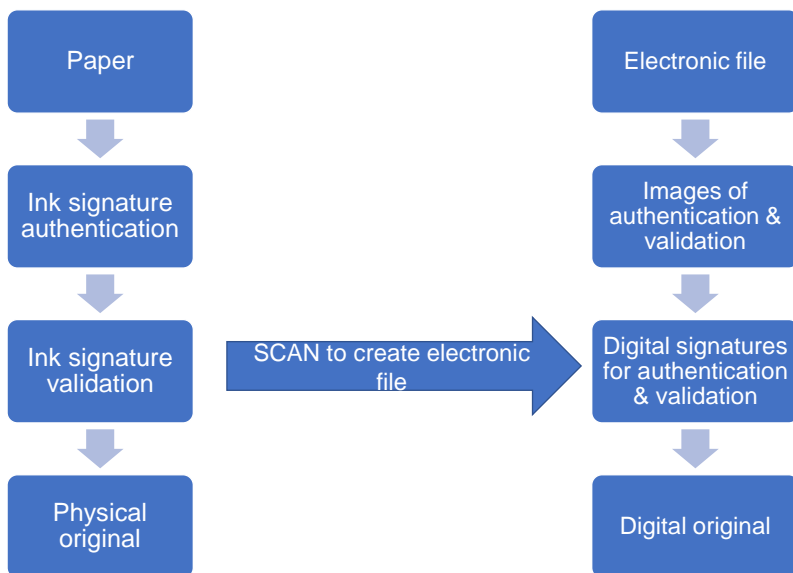 Paper
Ink signature
authentication
Ink signature
validation
Physical
original
SCAN to create electronic
file
Electronic file
Images of
authentication &
validation
Digital signatures
for authentication
& validation
Digital original